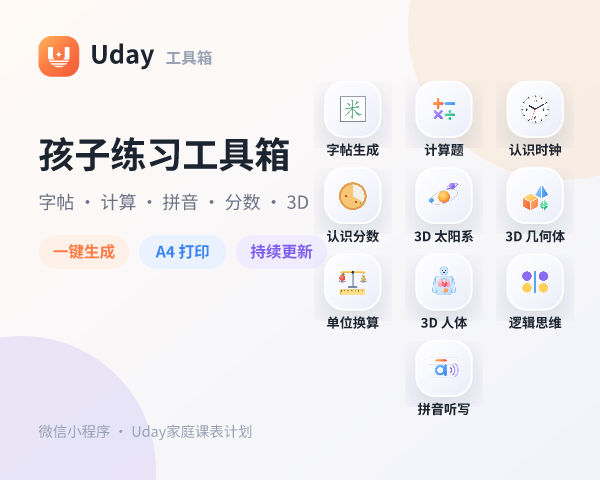 Uday 工具箱
孩子练习工具箱
字帖 · 计算 · 拼音 · 分数 · 3D
一键生成 A4 打印 持续更新
米
字帖生成 计算题 认识时钟
认识分数 3D 太阳系 3D 几何体
单位换算 3D 人体 逻辑思维
a
拼音听写
微信小程序 · Uday家庭课表计划